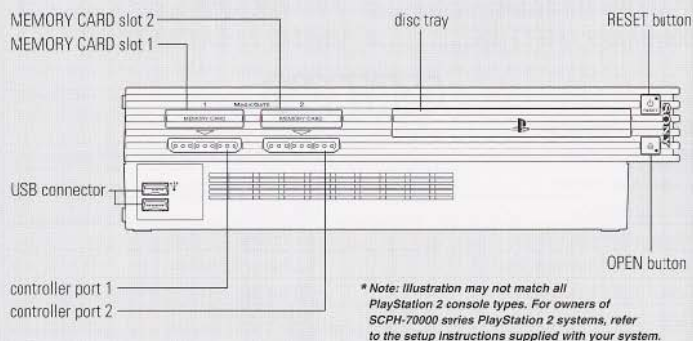 MEMORY CARD slot 2
MEMORY CARD slot 1
disc tray
RESET button
1
MagicGate
2
MEMORY CARD
MEMORY CARD
RESET
SONY
USB connector
OPEN button
controller port 1
controller port 2
* Note: Illustration may not match all
PlayStation 2 console types. For owners of
SCPH-70000 series PlayStation 2 systems, refer
to the setup instructions supplied with your system.